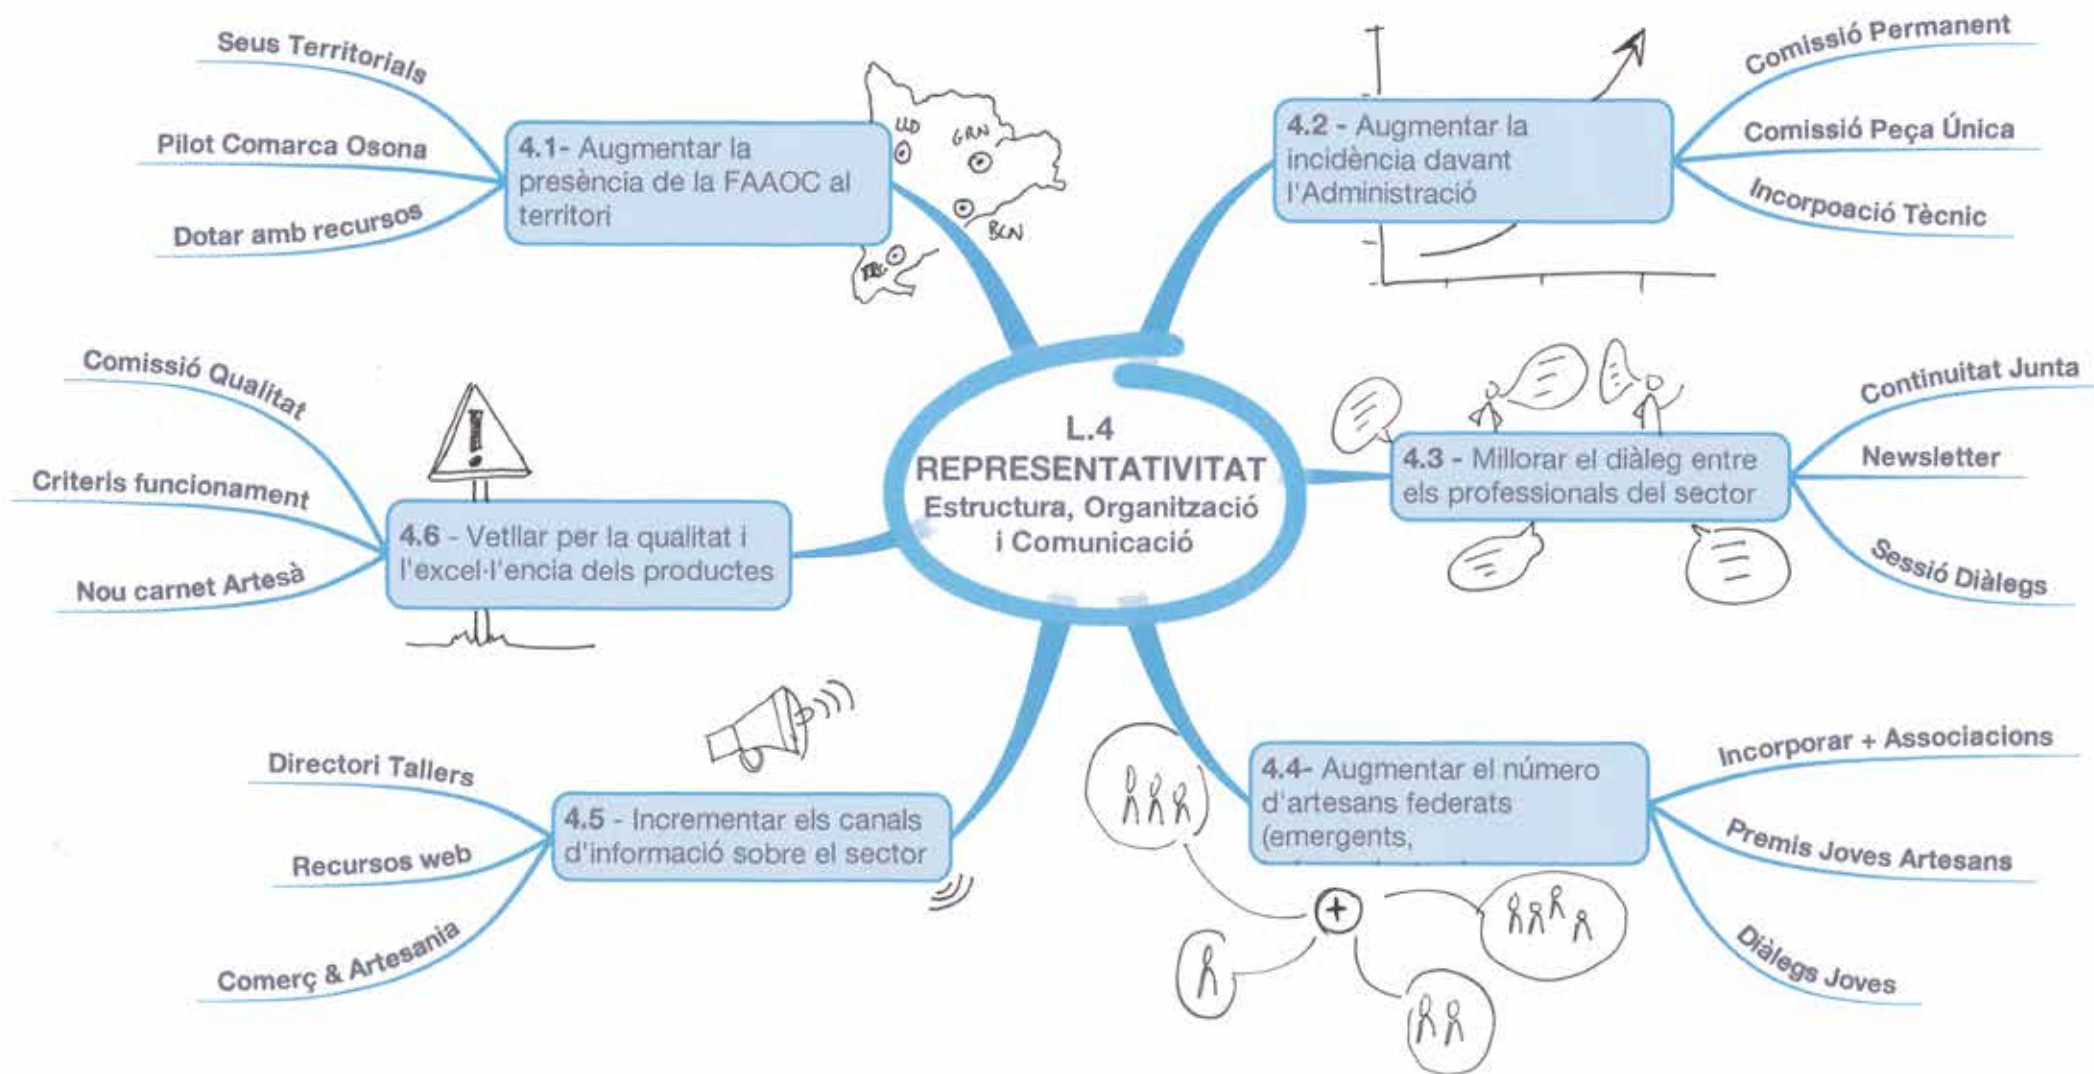 L.4
REPRESENTATIVITAT
Estructura, Organització
i Comunicació
4.1- Augmentar la
presència de la FAAOC al
territori
Seus Territorials
Pilot Comarca Osona
Dotar amb recursos
LLD
GRN
BCN
4.2 - Augmentar la
incidència davant
l'Administració
Comissió Permanent
Comissió Peça Única
Incorpoació Tècnic
4.3 - Millorar el diàleg entre
els professionals del sector
Continuitat Junta
Newsletter
Sessió Diàlegs
4.4- Augmentar el número
d'artesans federats
(emergents,
Incorporar + Associacions
Premis Joves Artesans
Diàlegs Joves
+
4.5 - Incrementar els canals
d'informació sobre el sector
Directori Tallers
Recursos web
Comerç & Artesania
4.6 - Vetllar per la qualitat i
l'excel·l'encia dels productes
Comissió Qualitat
Criteris funcionament
Nou carnet Artesà